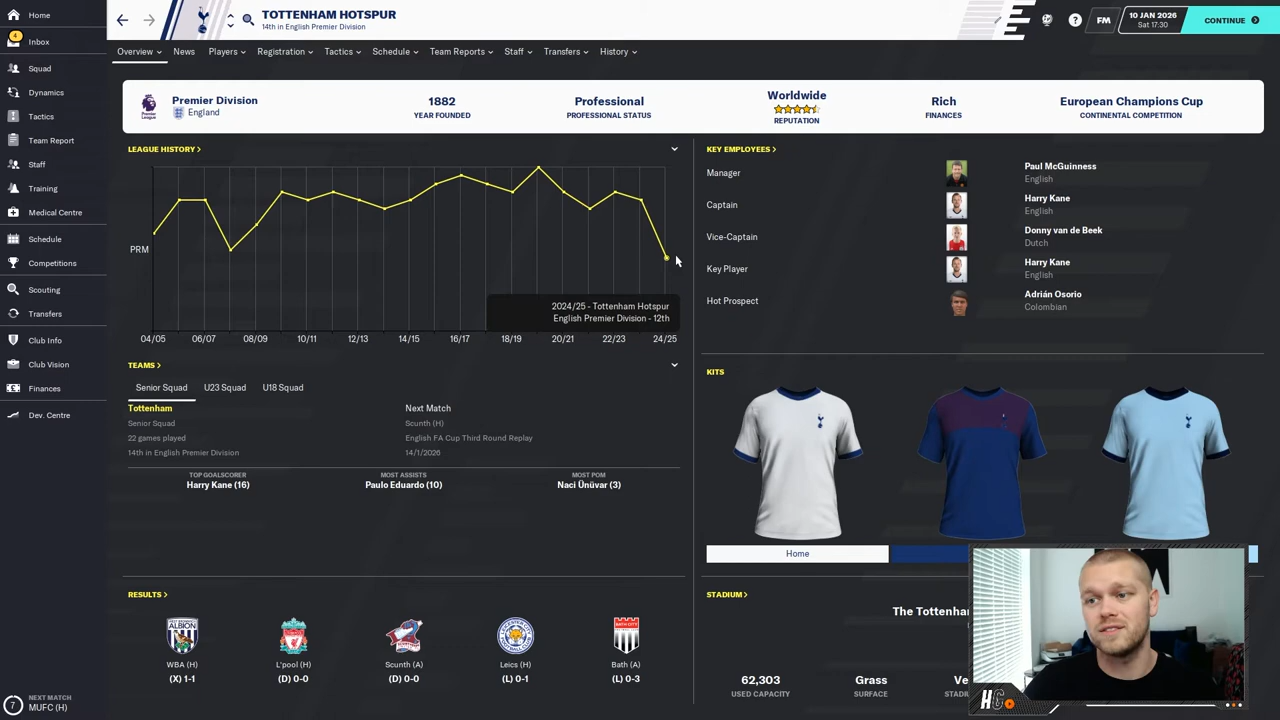 Home
4
Inbox
Squad
Dynamics
Tactics
Team Report
Staff
Training
Medical Centre
Schedule
Competitions
Scouting
Transfers
Club Info
Club Vision
Finances
Dev. Centre
7
NEXT MATCH
MUFC (H)
TOTTENHAM HOTSPUR
14th in English Premier Division
?
FM
10 JAN 2026
Sat 17:30
CONTINUE
Overview
News
Players
Registration
Tactics
Schedule
Team Reports
Staff
Transfers
History
Premier Division
England
1882
YEAR FOUNDED
Professional
PROFESSIONAL STATUS
Worldwide
REPUTATION
Rich
FINANCES
European Champions Cup
CONTINENTAL COMPETITION
LEAGUE HISTORY
PRM
2024/25 - Tottenham Hotspur
English Premier Division - 12th
04/05 06/07 08/09 10/11 12/13 14/15 16/17 18/19 20/21 22/23 24/25
TEAMS
Senior Squad U23 Squad U18 Squad
Tottenham
Senior Squad
22 games played
14th in English Premier Division
Next Match
Scunth (H)
English FA Cup Third Round Replay
14/1/2026
TOP GOALSCORER
Harry Kane (16)
MOST ASSISTS
Paulo Eduardo (10)
MOST POM
Naci Ünüvar (3)
RESULTS
ALBION
BATH CITY
WBA (H)
(X) 1-1
L'pool (H)
(D) 0-0
Scunth (A)
(D) 0-0
Leics (H)
(L) 0-1
Bath (A)
(L) 0-3
KEY EMPLOYEES
Manager
Paul McGuinness
English
Captain
Harry Kane
English
Vice-Captain
Donny van de Beek
Dutch
Key Player
Harry Kane
English
Hot Prospect
Adrián Osorio
Colombian
KITS
Home
STADIUM
The Tottenha
62,303
USED CAPACITY
Grass
SURFACE
Ve
STADI
HG